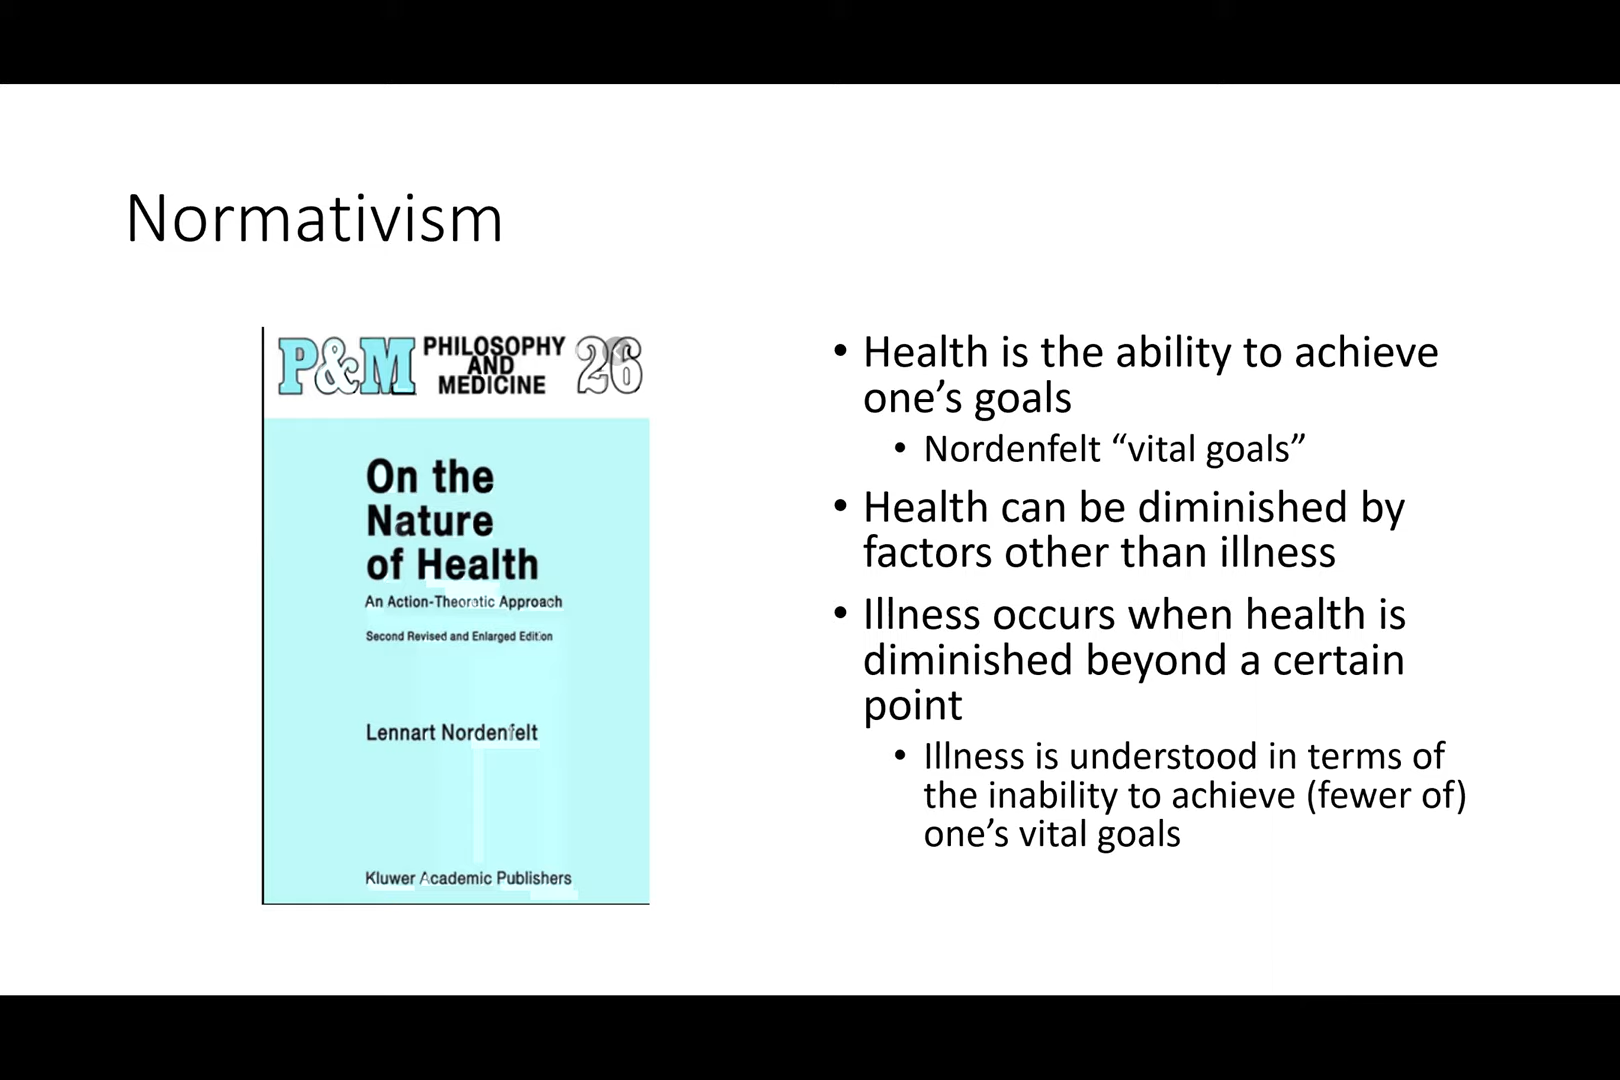 Normativism
P&M PHILOSOPHY AND MEDICINE 26
On the
Nature
of Health
An Action-Theoretic Approach
Second Revised and Enlarged Edition
Lennart Nordenfelt
Kluwer Academic Publishers
• Health is the ability to achieve
one’s goals
• Nordenfelt “vital goals”
• Health can be diminished by
factors other than illness
• Illness occurs when health is
diminished beyond a certain
point
• Illness is understood in terms of
the inability to achieve (fewer of)
one’s vital goals